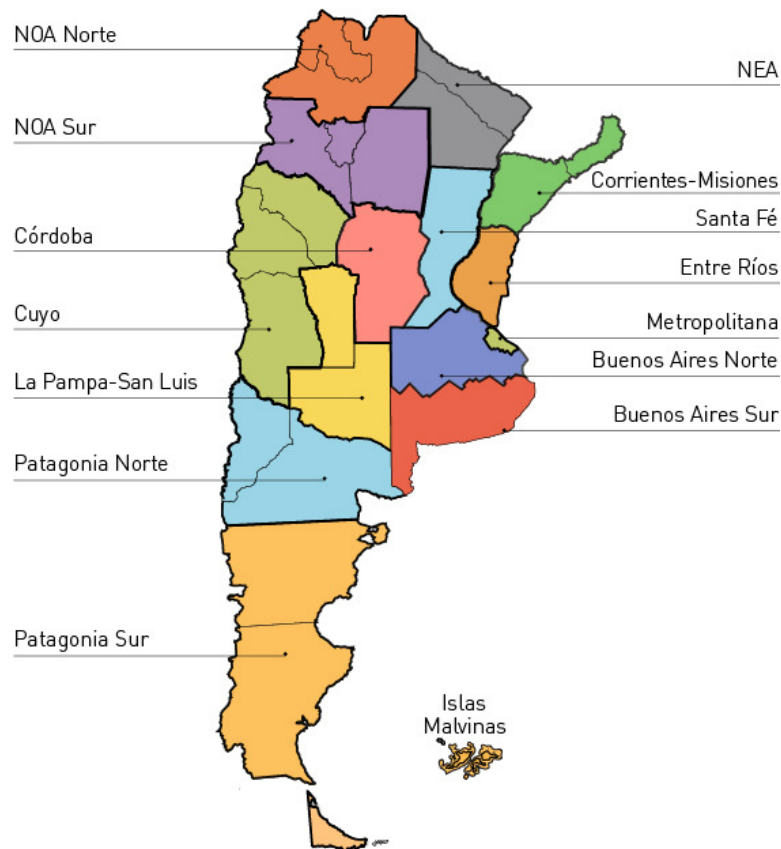 NOA Norte
NOA Sur
Córdoba
Cuyo
La Pampa-San Luis
Patagonia Norte
Patagonia Sur
NEA
Corrientes-Misiones
Santa Fé
Entre Ríos
Metropolitana
Buenos Aires Norte
Buenos Aires Sur
Islas
Malvinas